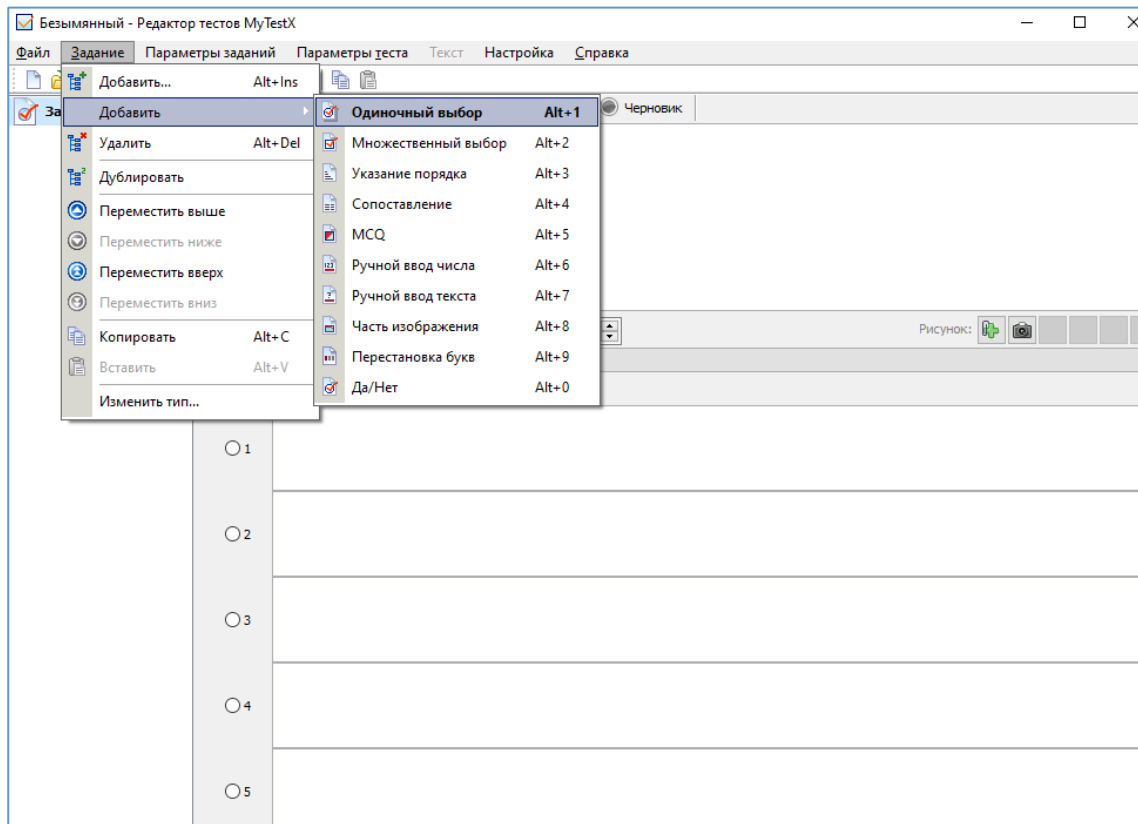 Безымянный - Редактор тестов MyTestX
Файл Задание Параметры заданий Параметры теста Текст Настройка Справка
Добавить... Alt+Ins
За Добавить Одиночный выбор Alt+1 Черновик
Удалить Alt+Del Множественный выбор Alt+2
Дублировать Указание порядка Alt+3
Переместить выше Сопоставление Alt+4
Переместить ниже MCQ Alt+5
Переместить вверх Ручной ввод числа Alt+6
Переместить вниз Ручной ввод текста Alt+7
Копировать Alt+C Часть изображения Alt+8 Рисунок:
Вставить Alt+V Перестановка букв Alt+9
Изменить тип... Да/Нет Alt+0
1
2
3
4
5